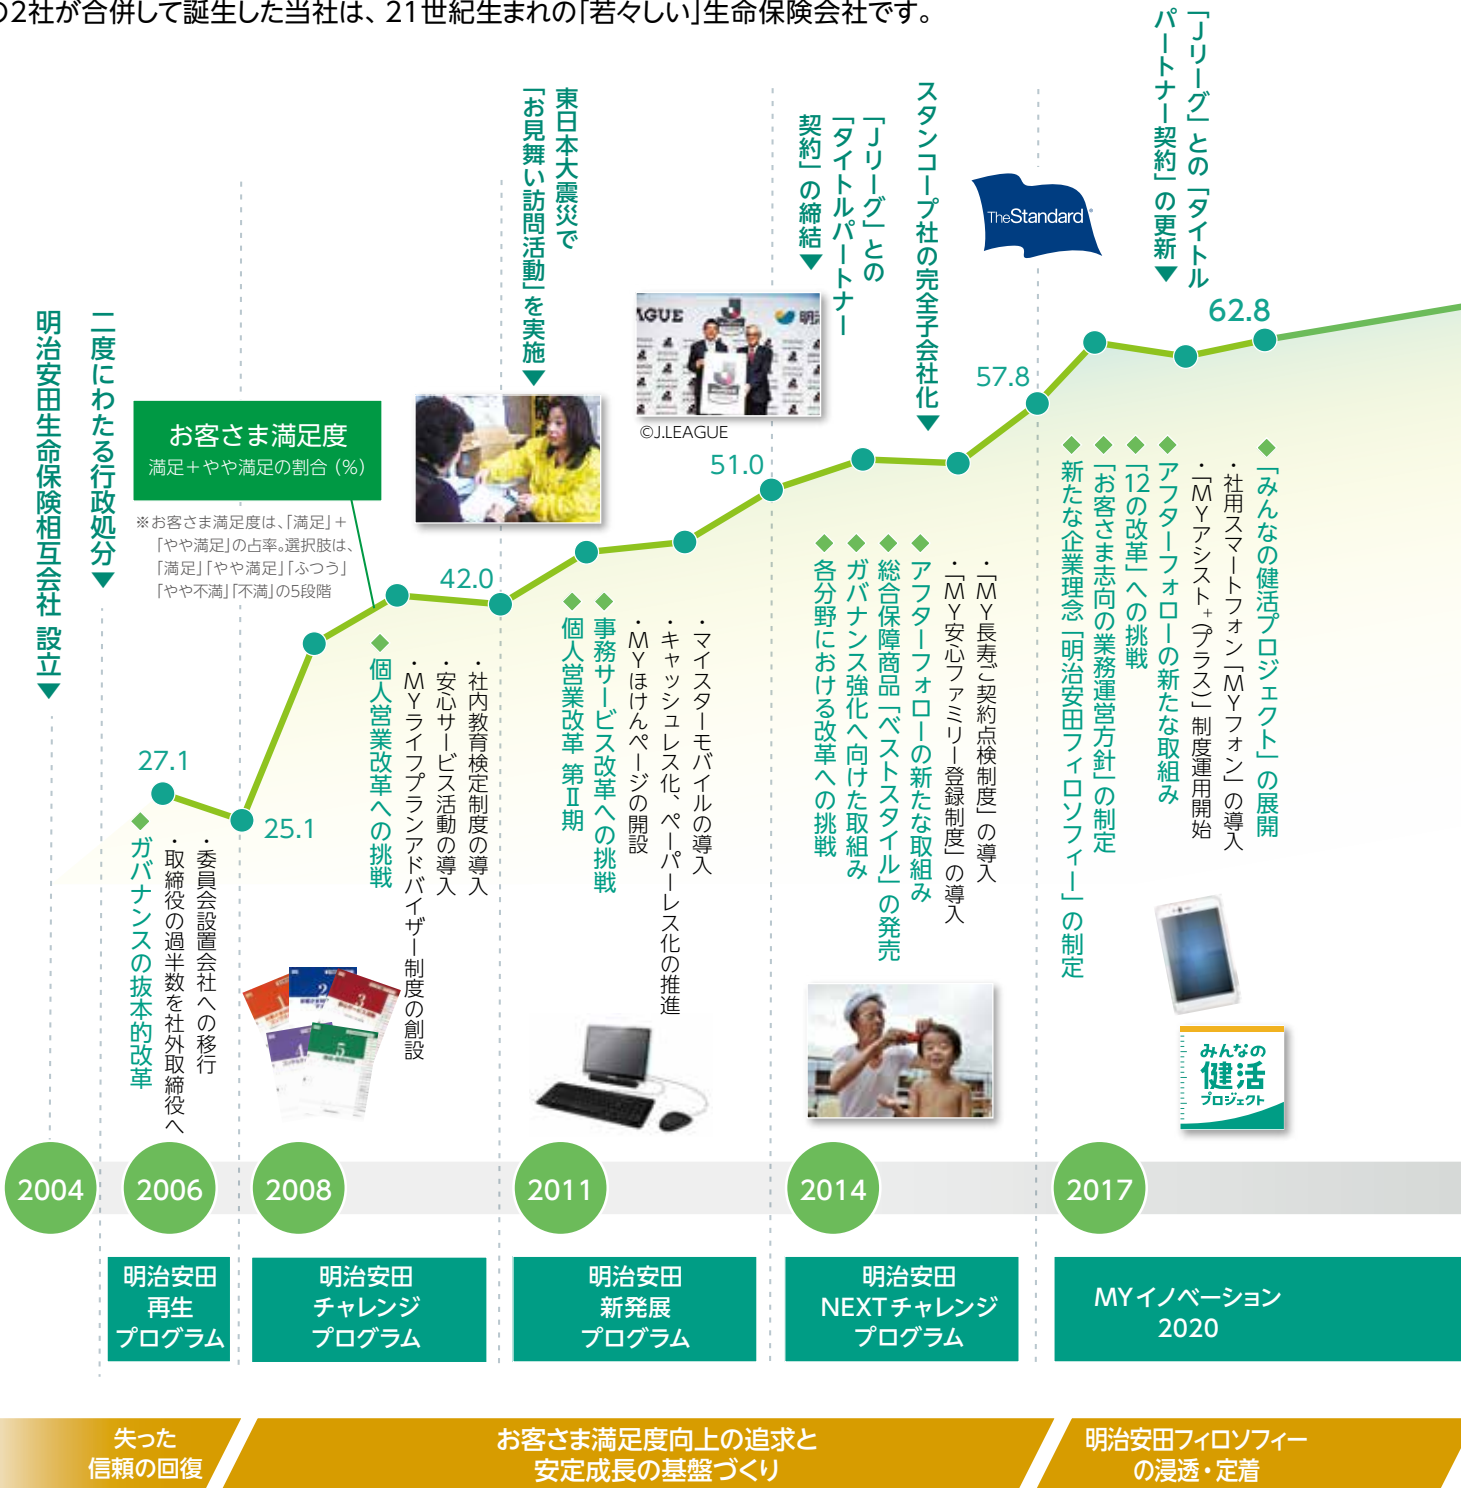 の2社が合併して誕生した当社は、21世紀生まれの「若々しい」生命保険会社です。
明治安田生命保険相互会社 設立▼
二度にわたる行政処分▼
東日本大震災で
「お見舞い訪問活動」を実施▼
「Jリーグ」との
「タイトルパートナー
契約」の締結▼
スタンコープ社の完全子会社化▼
「Jリーグ」との「タイトル
パートナー契約」の更新▼
TheStandard
AGUE
明治
©J.LEAGUE
お客さま満足度
満足+やや満足の割合(%)
※お客さま満足度は、「満足」+
「やや満足」の占率。選択肢は、
「満足」「やや満足」「ふつう」
「やや不満」「不満」の5段階
27.1
25.1
42.0
51.0
57.8
62.8
◆ガバナンスの抜本的改革
・取締役の過半数を社外取締役へ
・委員会設置会社への移行
◆個人営業改革への挑戦
・MYライフプランアドバイザー制度の創設
・安心サービス活動の導入
・社内教育検定制度の導入
1
2
3
4
5
◆個人営業改革 第Ⅱ期
◆事務サービス改革への挑戦
・MYほけんページの開設
・キャッシュレス化、ペーパーレス化の推進
・マイスターモバイルの導入
◆各分野における改革への挑戦
◆ガバナンス強化へ向けた取組み
◆総合保障商品「ベストスタイル」の発売
◆アフターフォローの新たな取組み
・「MY安心ファミリー登録制度」の導入
・「MY長寿ご契約点検制度」の導入
◆新たな企業理念「明治安田フィロソフィー」の制定
◆「お客さま志向の業務運営方針」の制定
◆「12の改革」への挑戦
◆アフターフォローの新たな取組み
・「MYアシスト+(プラス)」制度運用開始
・社用スマートフォン「MYフォン」の導入
◆「みんなの健活プロジェクト」の展開
みんなの
健活
プロジェクト
2004
2006
2008
2011
2014
2017
明治安田
再生
プログラム
明治安田
チャレンジ
プログラム
明治安田
新発展
プログラム
明治安田
NEXTチャレンジ
プログラム
MYイノベーション
2020
失った
信頼の回復
お客さま満足度向上の追求と
安定成長の基盤づくり
明治安田フィロソフィー
の浸透・定着